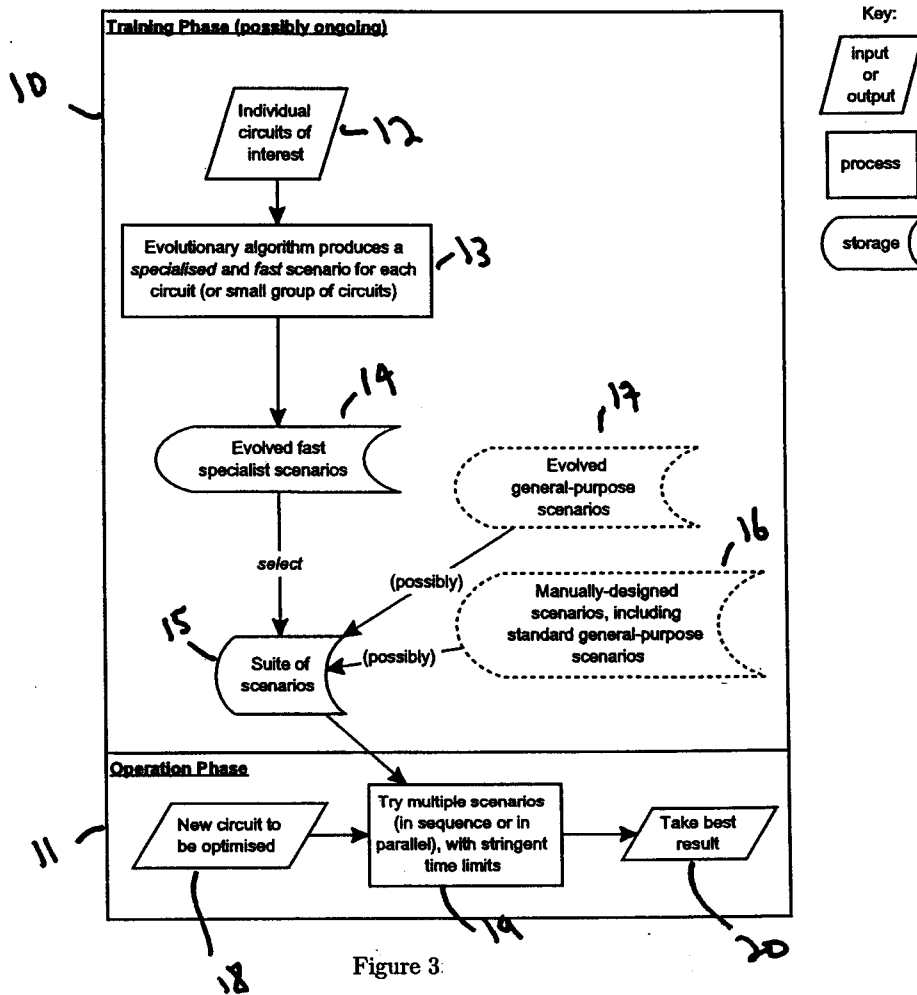 Training Phase (possibly ongoing)
Key:
input
or
output
process
storage
10
Individual
circuits of
interest
12
Evolutionary algorithm produces a
specialised and fast scenario for each
circuit (or small group of circuits)
13
14
Evolved fast
specialist scenarios
17
Evolved
general-purpose
scenarios
16
select
(possibly)
Manually-designed
scenarios, including
standard general-purpose
scenarios
15
Suite of
scenarios
(possibly)
Operation Phase
11
New circuit to
be optimised
Try multiple scenarios
(in sequence or in
parallel), with stringent
time limits
Take best
result
18
19
20
Figure 3